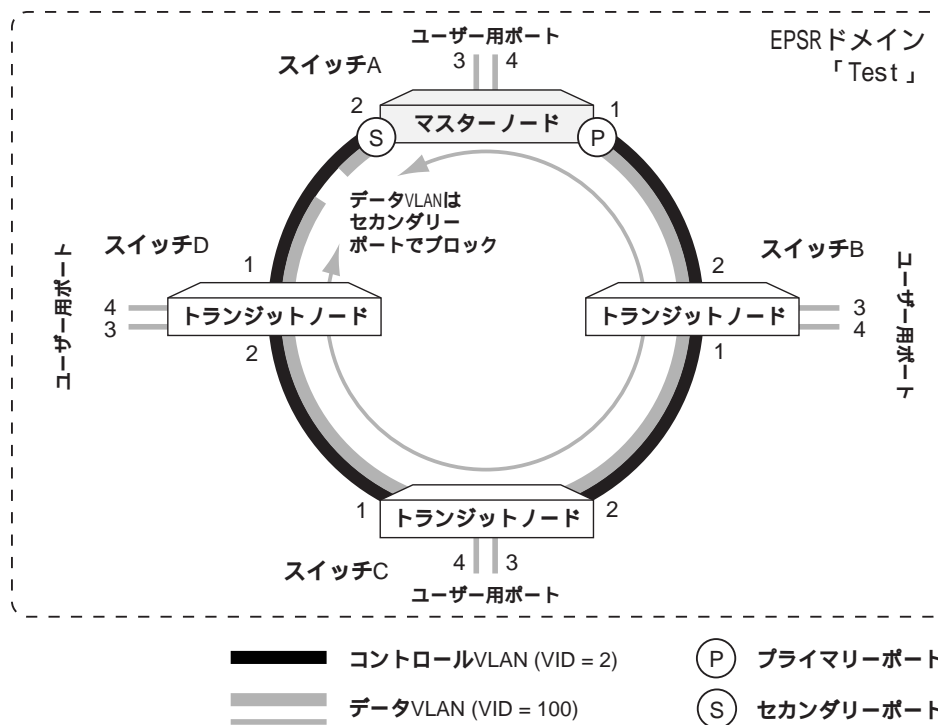 ユーザー用ポート
3 4
EPSRドメイン
「Test」
スイッチA
2
1
マスターノード
S
P
データVLANは
セカンダリー
ポートでブロック
スイッチD
スイッチB
1
2
ユーザー用ポート
4
3
トランジットノード
トランジットノード
3
4
ユーザー用ポート
2
1
1
トランジットノード
2
4 3
スイッチC
ユーザー用ポート
コントロールVLAN (VID = 2)
P プライマリーポート
データVLAN (VID = 100)
S セカンダリーポート